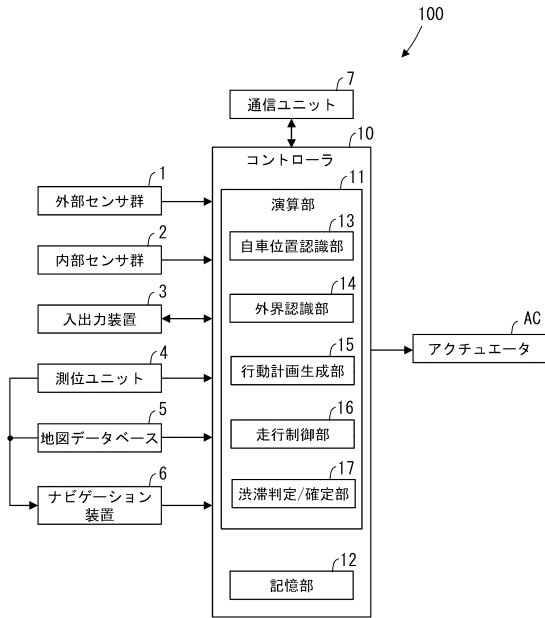 100
7
通信ユニット
10
コントローラ
1
外部センサ群
11
演算部
2
内部センサ群
13
自車位置認識部
3
入出力装置
14
外界認識部
AC
アクチュエータ
4
測位ユニット
15
行動計画生成部
5
地図データベース
16
走行制御部
6
ナビゲーション
装置
17
渋滞判定/確定部
12
記憶部